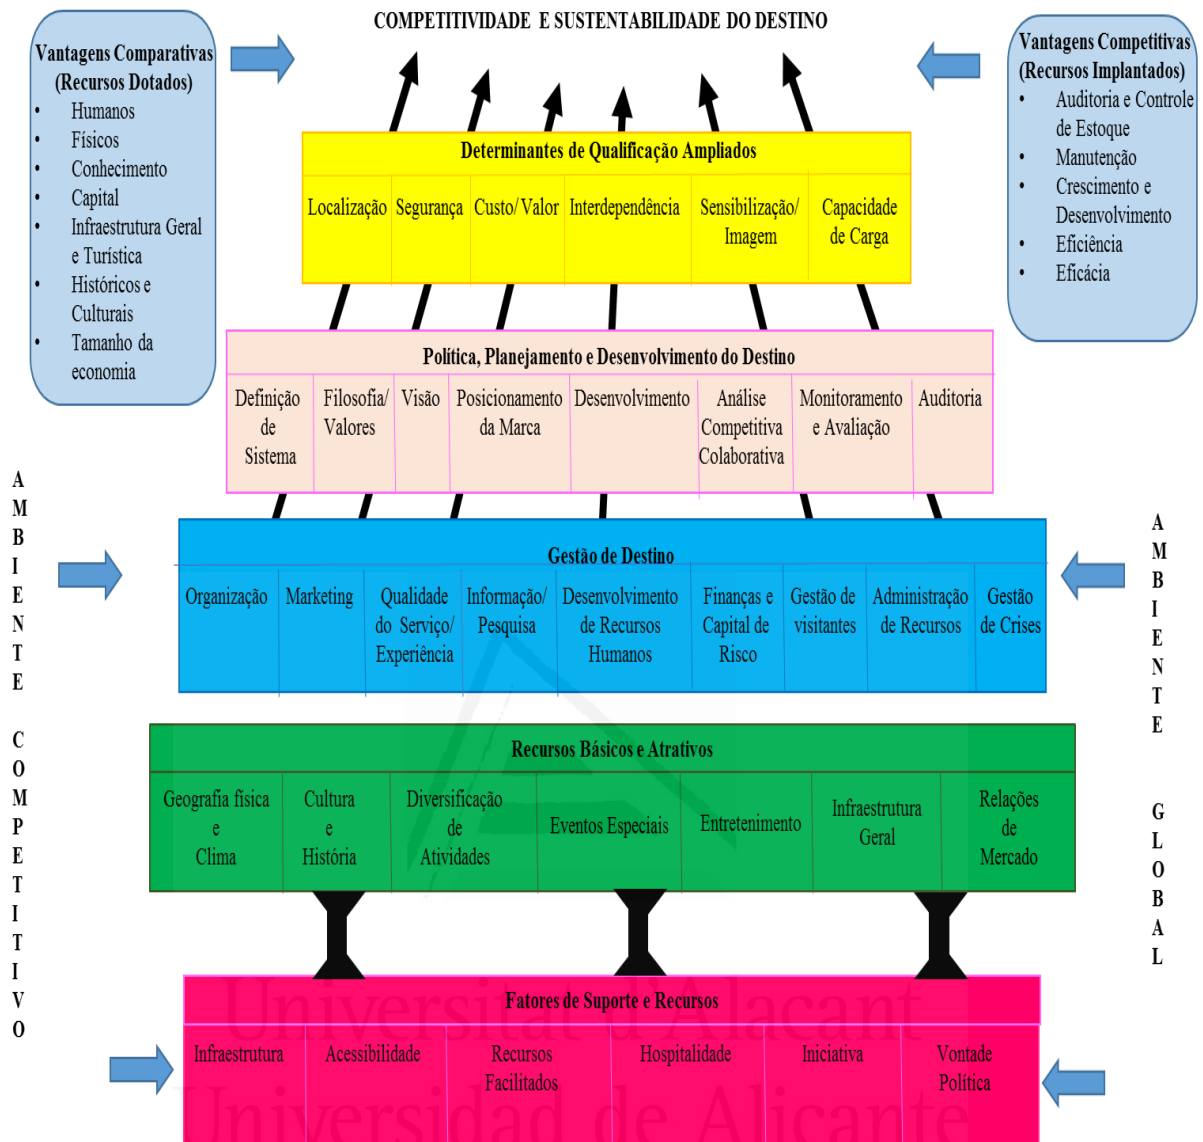 COMPETITIVIDADE E SUSTENTABILIDADE DO DESTINO
Vantagens Comparativas
(Recursos Dotados)
• Humanos
• Físicos
• Conhecimento
• Capital
• Infraestrutura Geral
e Turística
• Históricos e
Culturais
• Tamanho da
economia
Vantagens Competitivas
(Recursos Implantados)
• Auditoria e Controle
de Estoque
• Manutenção
• Crescimento e
Desenvolvimento
• Eficiência
• Eficácia
Determinantes de Qualificação Ampliados
Localização
Segurança
Custo/ Valor
Interdependência
Sensibilização/
Imagem
Capacidade
de Carga
Política, Planejamento e Desenvolvimento do Destino
Definição
de
Sistema
Filosofia/
Valores
Visão
Posicionamento
da Marca
Desenvolvimento
Análise
Competitiva
Colaborativa
Monitoramento
e Avaliação
Auditoria
AMBIENTE COMPETITIVO
AMBIENTE GLOBAL
Gestão de Destino
Organização
Marketing
Qualidade
do Serviço/
Experiência
Informação/
Pesquisa
Desenvolvimento
de Recursos
Humanos
Finanças e
Capital de
Risco
Gestão de
visitantes
Administração
de Recursos
Gestão
de Crises
Recursos Básicos e Atrativos
Geografia física
e
Clima
Cultura
e
História
Diversificação
de
Atividades
Eventos Especiais
Entretenimento
Infraestrutura
Geral
Relações
de
Mercado
Fatores de Suporte e Recursos
Infraestrutura
Acessibilidade
Recursos
Facilitados
Hospitalidade
Iniciativa
Vontade
Política
Universitat d'Alacant
Universidad de Alicante